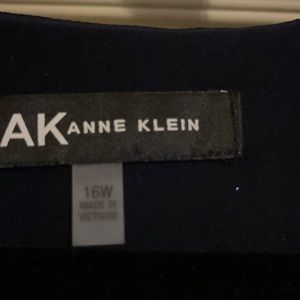 AK ANNE KLEIN
16W
MADE IN
VIETNAM